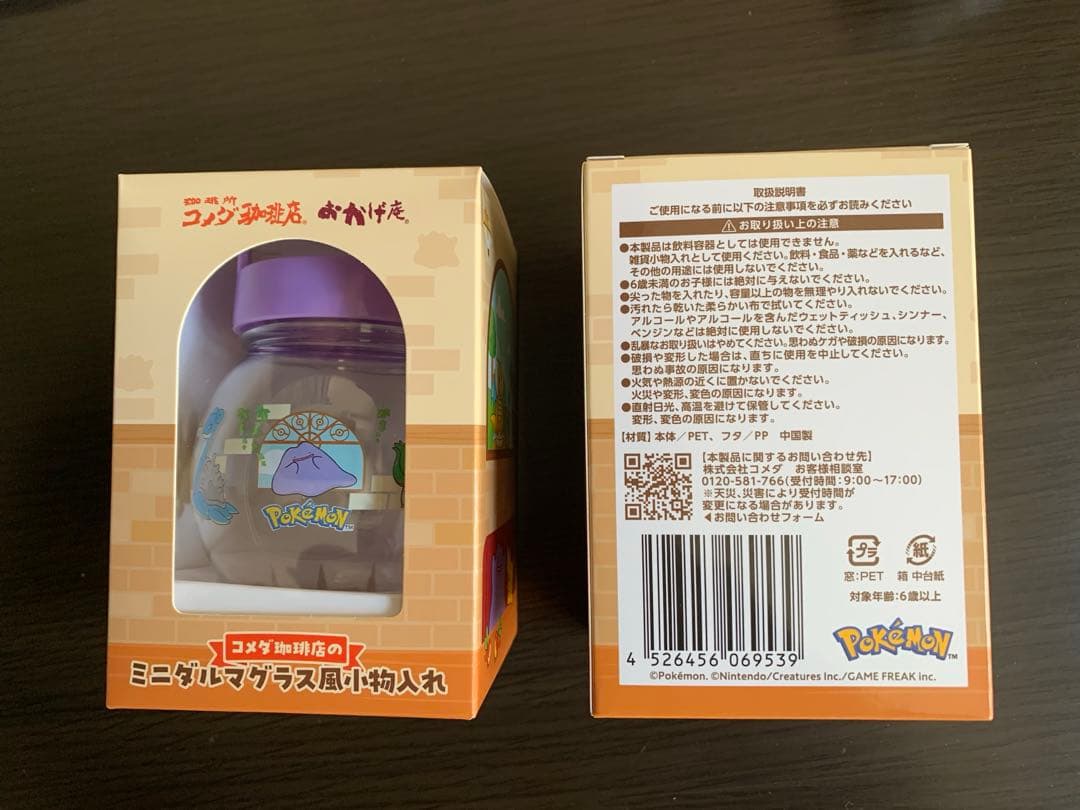 珈琲所
コメダ珈琲店® おかげ庵®
POKéMON™
コメダ珈琲店の
ミニダルマグラス風小物入れ
取扱説明書
ご使用になる前に以下の注意事項を必ずお読みください
⚠お取り扱い上の注意
●本製品は飲料容器としては使用できません。
雑貨小物入れとして使用ください。飲料・食品・薬などを入れるなど、
その他の用途には使用しないでください。
●6歳未満のお子様には絶対に与えないでください。
●尖った物を入れたり、容量以上の物を無理やり入れないでください。
●汚れたら乾いた柔らかい布で拭いてください。
アルコールやアルコールを含んだウェットティッシュ、シンナー、
ベンジンなどは絶対に使用しないでください。
●乱暴なお取り扱いはやめてください。思わぬケガや破損の原因になります。
●破損や変形した場合は、直ちに使用を中止してください。
思わぬ事故の原因になります。
●火気や熱源の近くに置かないでください。
火災や変形、変色の原因になります。
●直射日光、高温を避けて保管してください。
変形、変色の原因になります。
【材質】本体/PET、フタ/PP 中国製
【本製品に関するお問い合わせ先】
株式会社コメダ お客様相談室
0120-581-766(受付時間:9:00〜17:00)
※天災、災害により受付時間が
変更になる場合があります。
◀お問い合わせフォーム
プラ 紙
窓:PET 箱 中台紙
対象年齢:6歳以上
POKéMON™
4 526456 069539
©Pokémon. ©Nintendo/Creatures Inc./GAME FREAK inc.